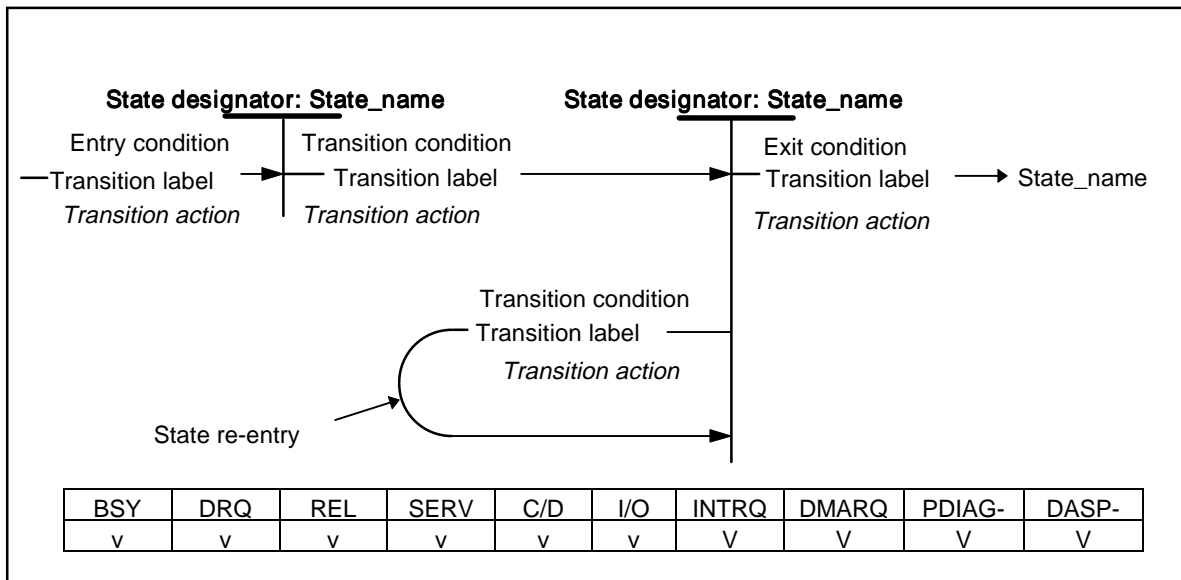 State designator: State_name State designator: State_name
Entry condition Transition condition Exit condition
Transition label Transition label Transition label State_name
Transition action Transition action Transition action
Transition condition
Transition label
Transition action
State re-entry
BSY DRQ REL SERV C/D I/O INTRQ DMARQ PDIAG- DASP-
v v v v v v V V V V